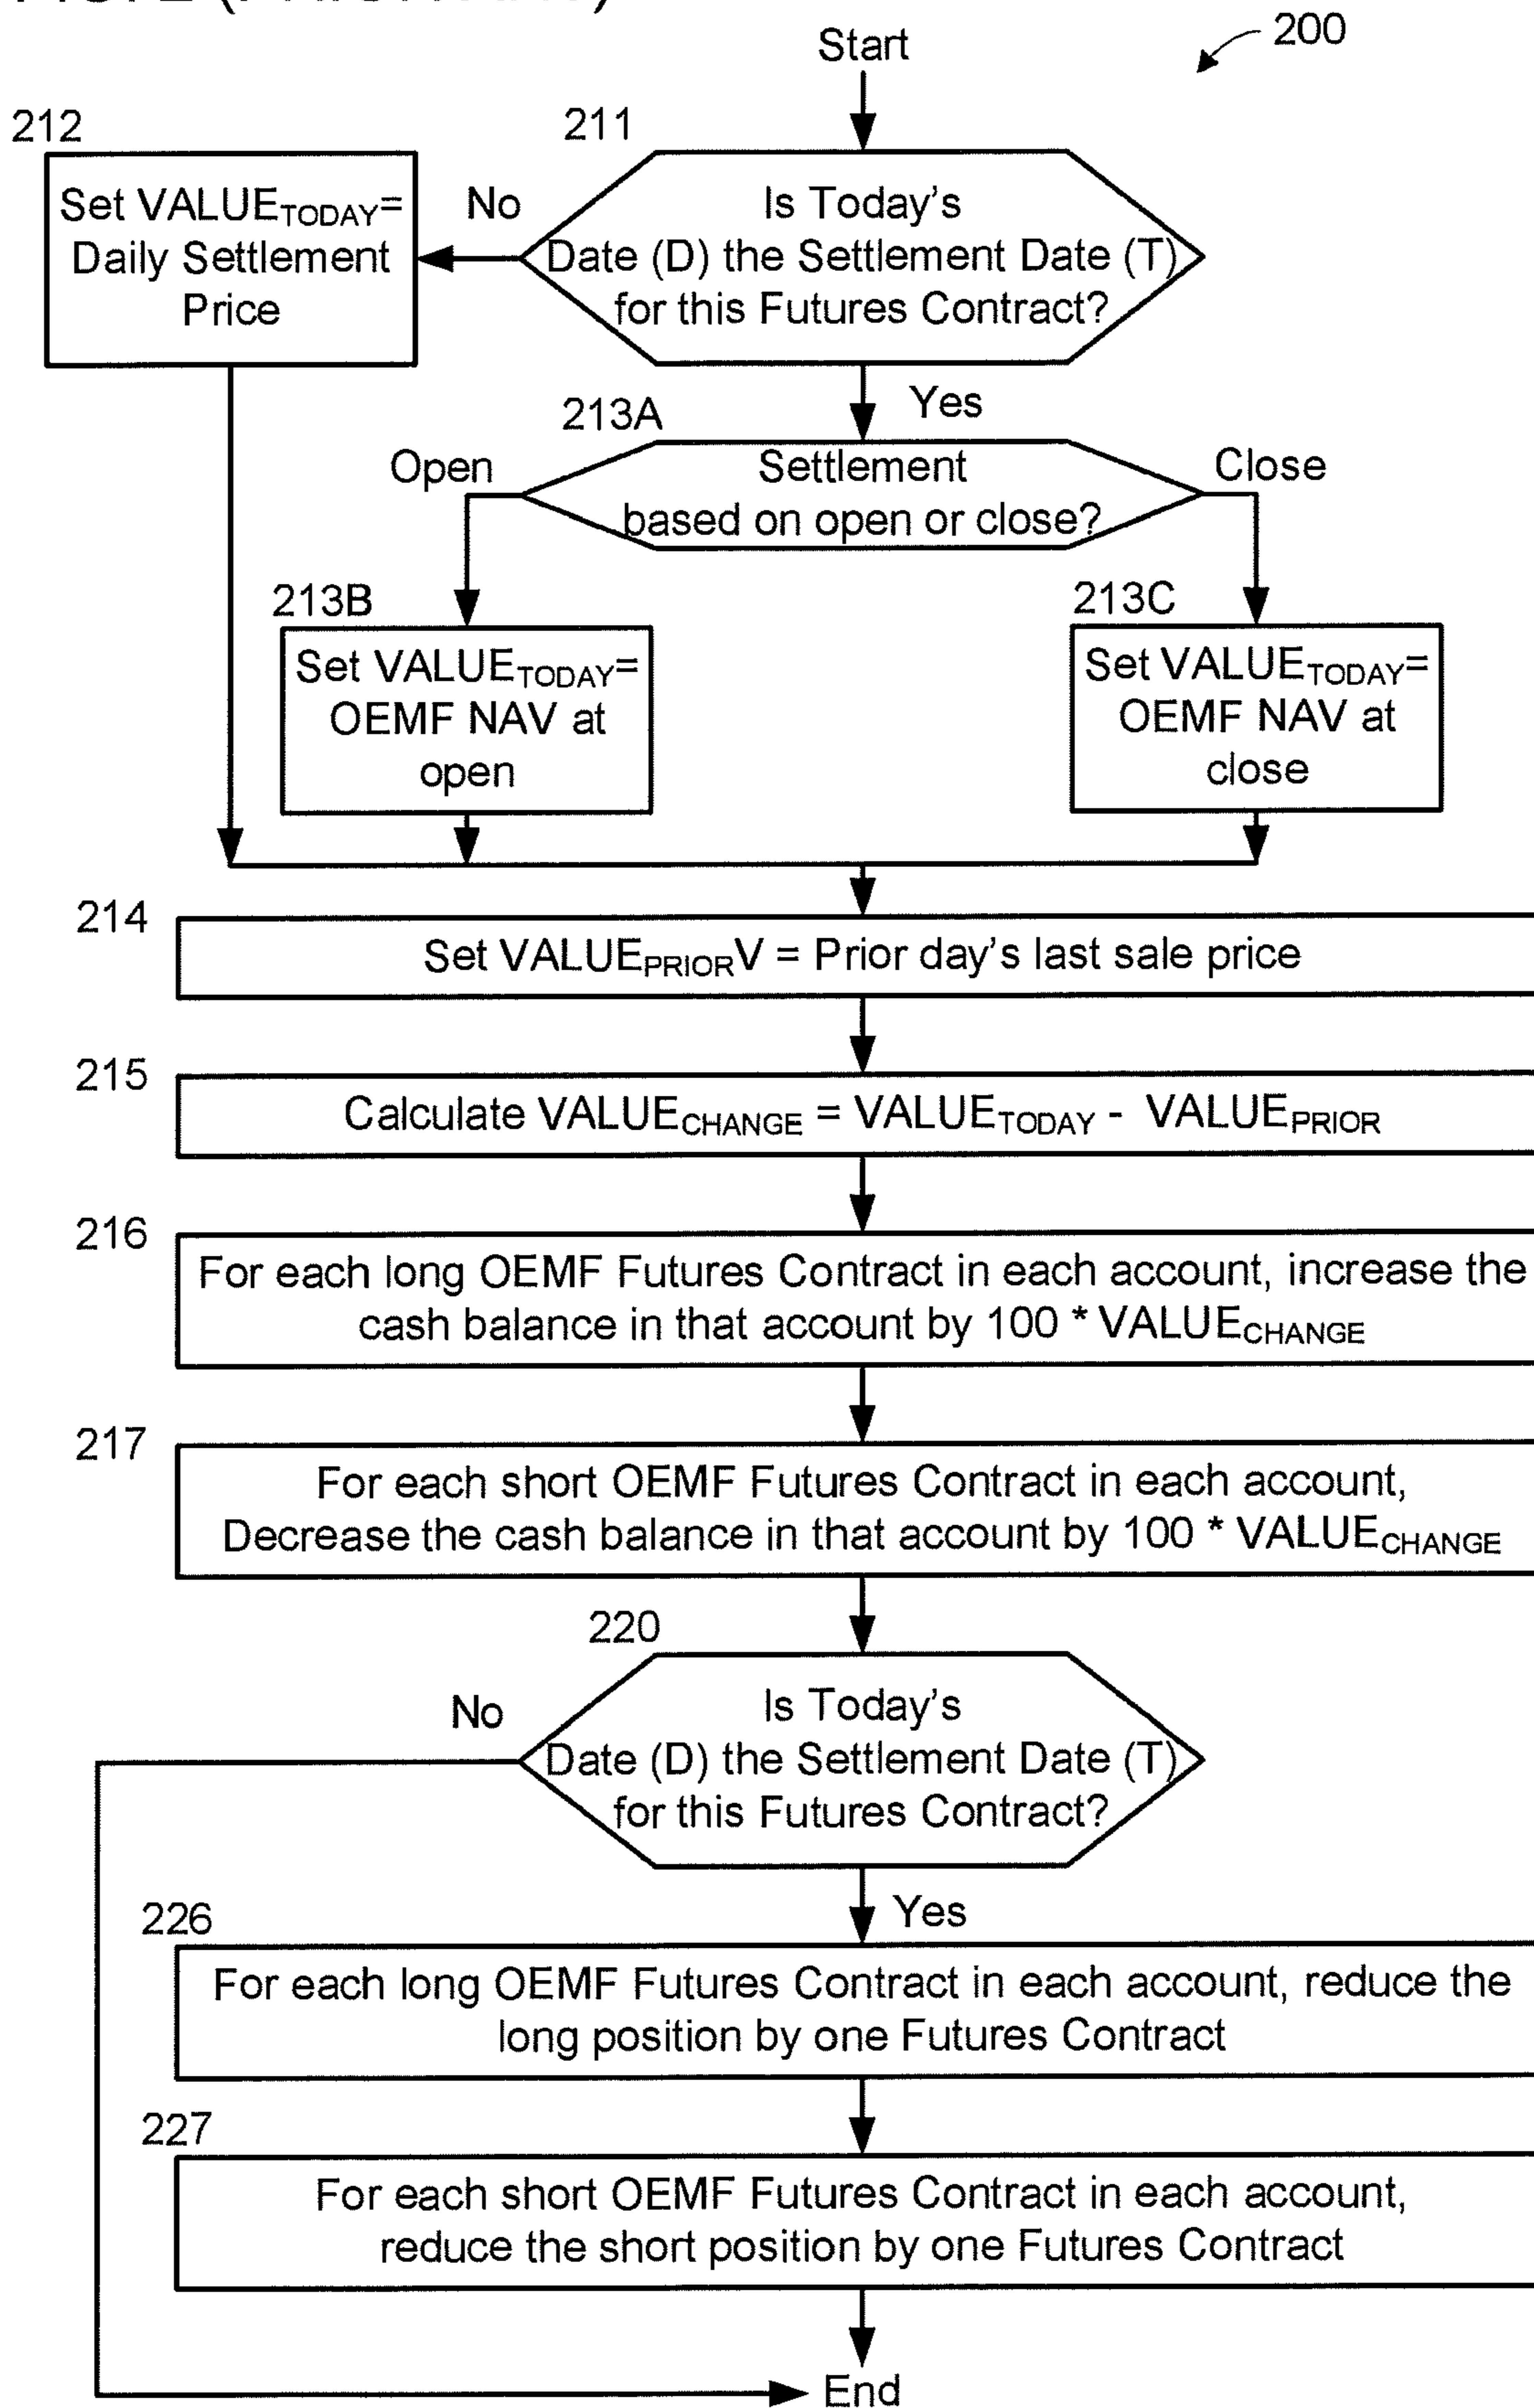 200
Start
212
211
Set VALUETODAY=
Daily Settlement
Price
No
Is Today's
Date (D) the Settlement Date (T)
for this Futures Contract?
Yes
213A
Open
Settlement
based on open or close?
Close
213B
Set VALUETODAY=
OEMF NAV at
open
213C
Set VALUETODAY=
OEMF NAV at
close
214
Set VALUEPRIORV = Prior day's last sale price
215
Calculate VALUECHANGE = VALUETODAY - VALUEPRIOR
216
For each long OEMF Futures Contract in each account, increase the
cash balance in that account by 100 * VALUECHANGE
217
For each short OEMF Futures Contract in each account,
Decrease the cash balance in that account by 100 * VALUECHANGE
220
No
Is Today's
Date (D) the Settlement Date (T)
for this Futures Contract?
Yes
226
For each long OEMF Futures Contract in each account, reduce the
long position by one Futures Contract
227
For each short OEMF Futures Contract in each account,
reduce the short position by one Futures Contract
End